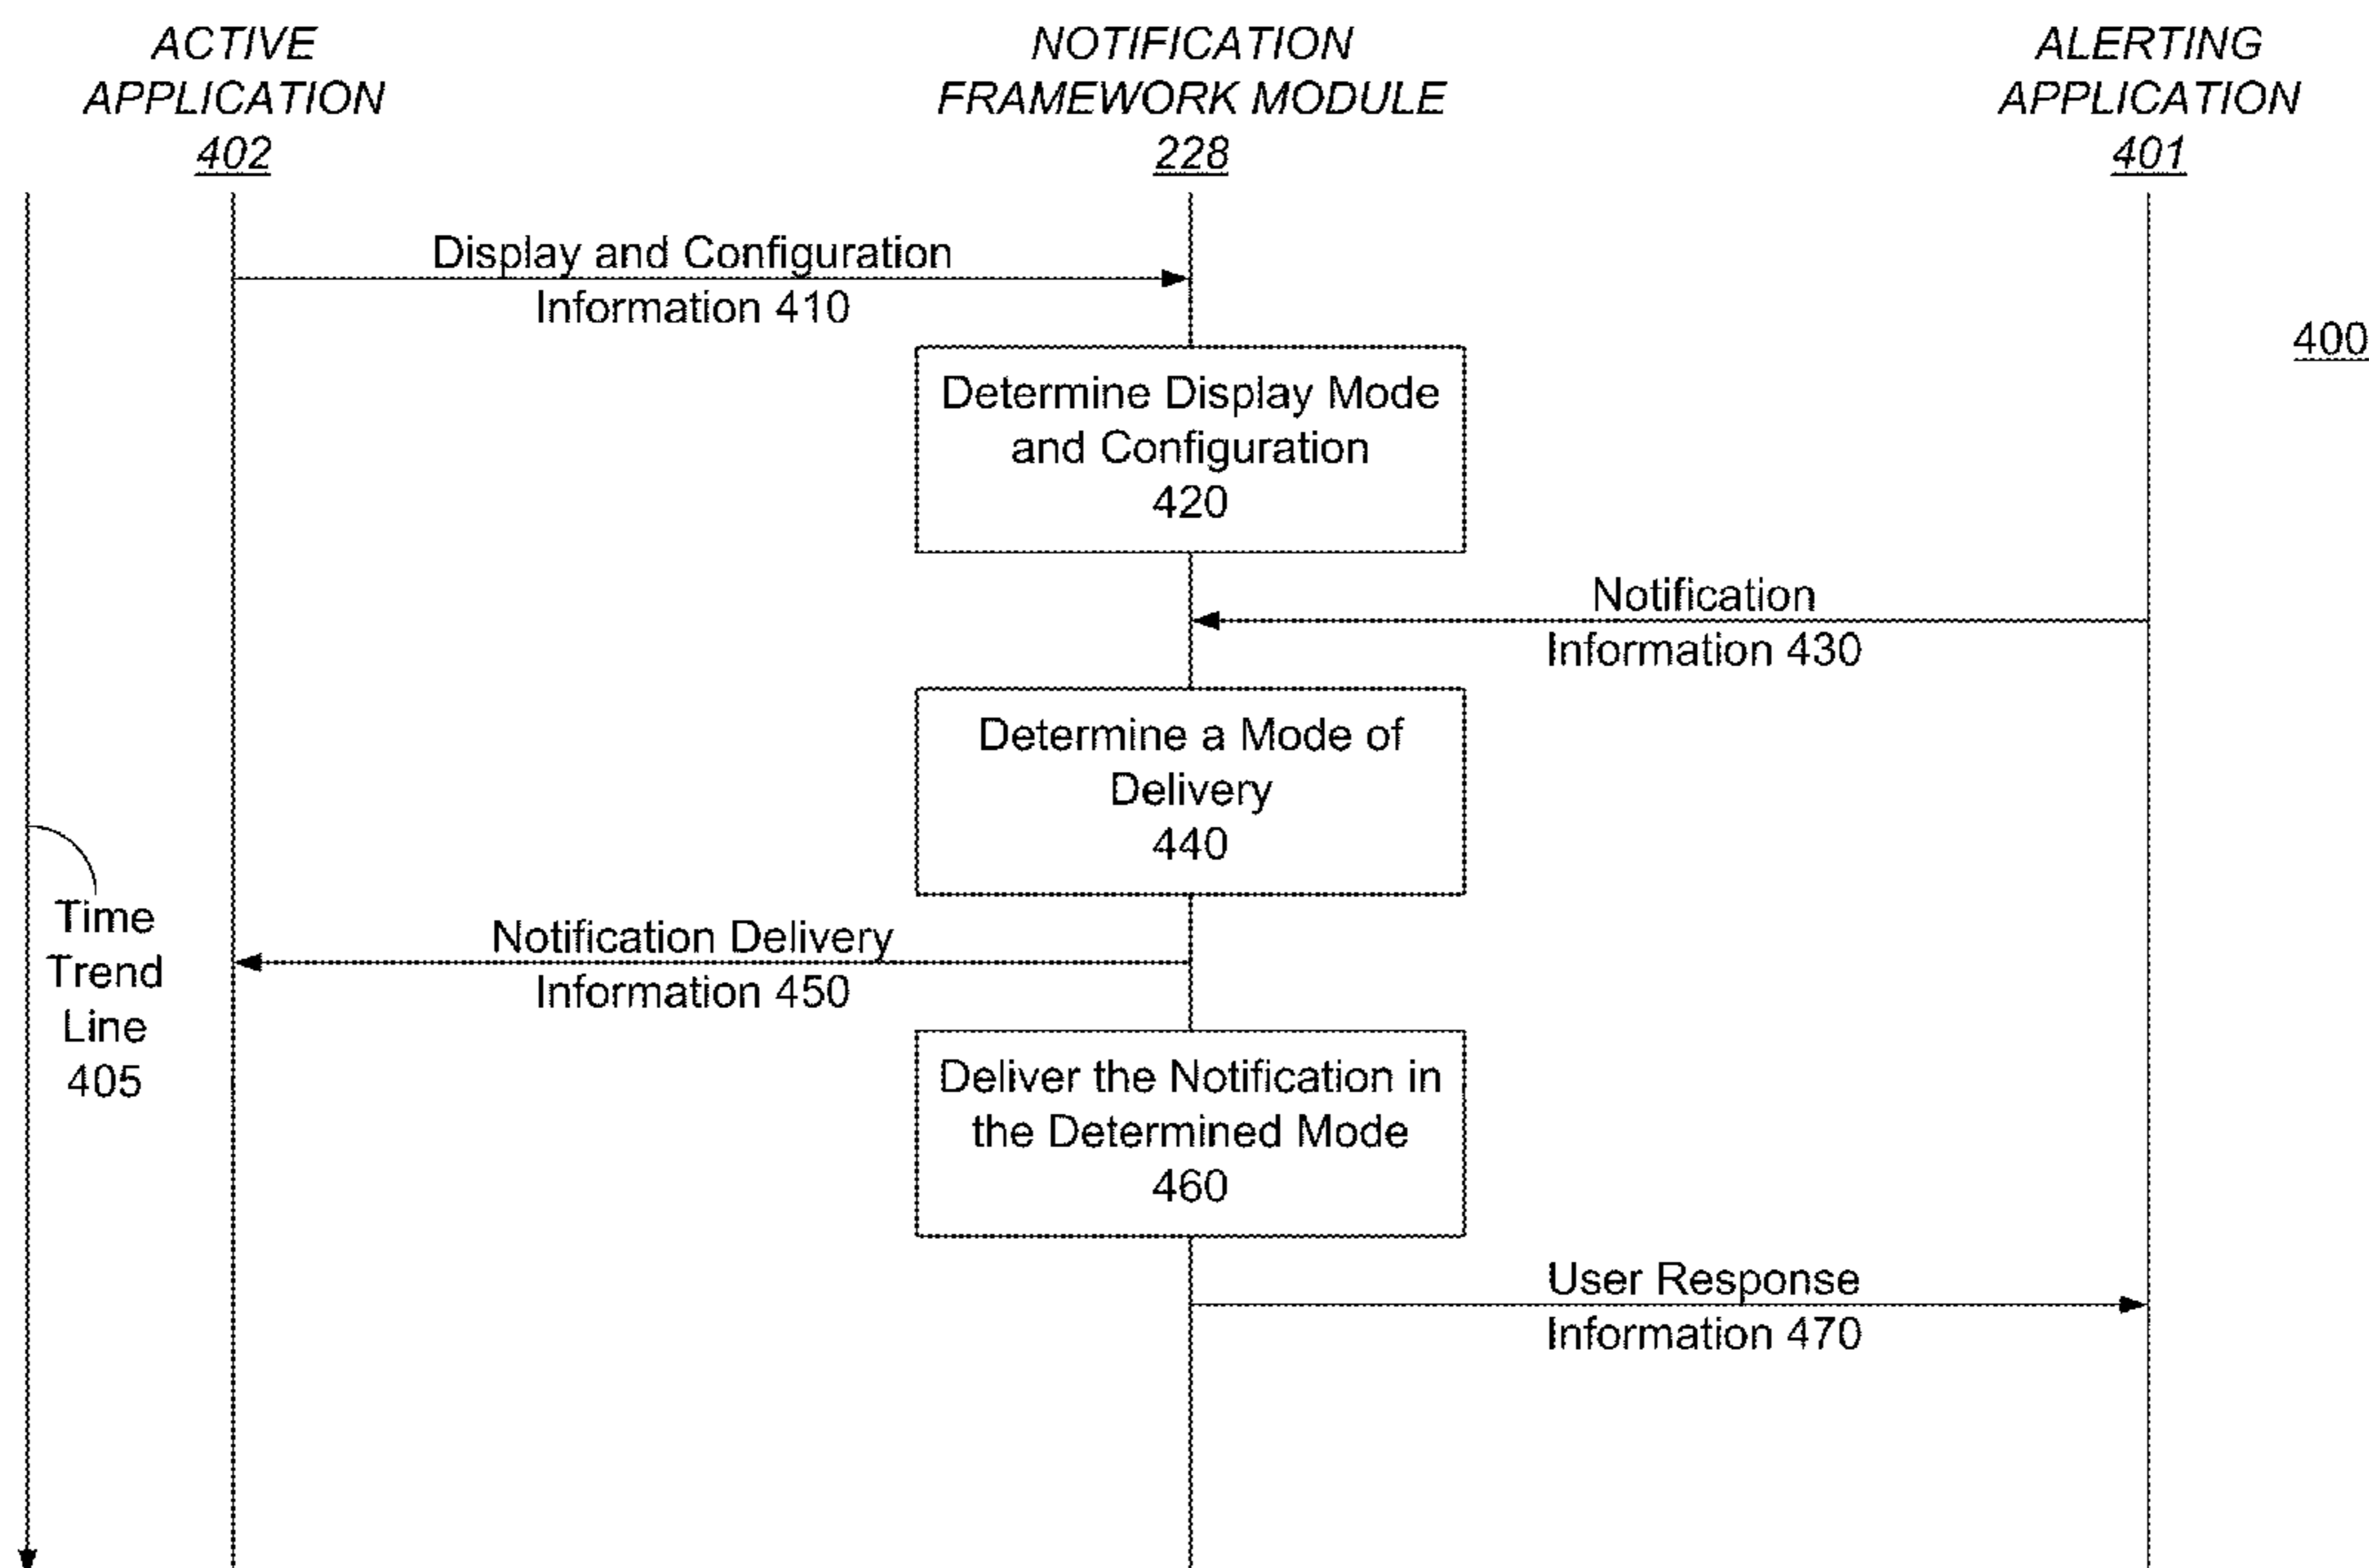 ACTIVE
APPLICATION
402
NOTIFICATION
FRAMEWORK MODULE
228
ALERTING
APPLICATION
401
Display and Configuration
Information 410
400
Determine Display Mode
and Configuration
420
Notification
Information 430
Determine a Mode of
Delivery
440
Time
Trend
Line
405
Notification Delivery
Information 450
Deliver the Notification in
the Determined Mode
460
User Response
Information 470